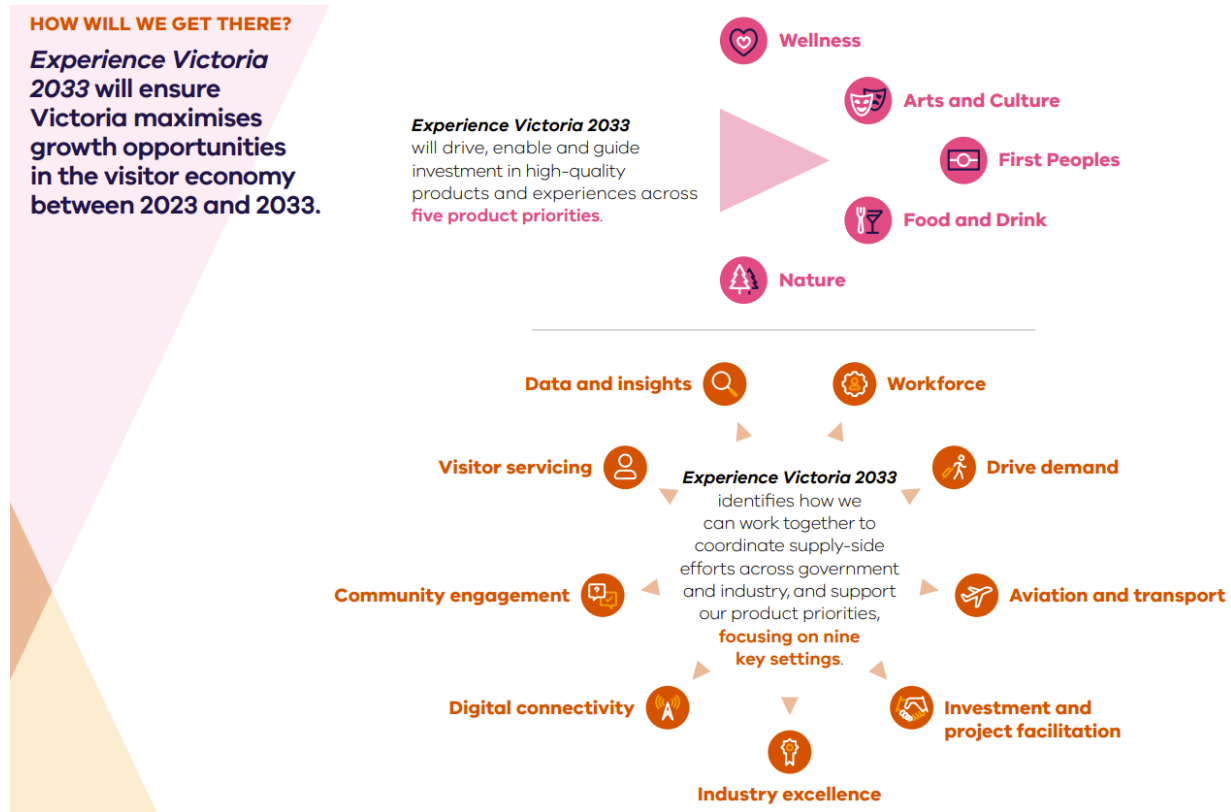 HOW WILL WE GET THERE?
Experience Victoria
2033 will ensure
Victoria maximises
growth opportunities
in the visitor economy
between 2023 and 2033.
Experience Victoria 2033
will drive, enable and guide
investment in high-quality
products and experiences across
five product priorities.
Wellness
Arts and Culture
First Peoples
Food and Drink
Nature
Data and insights
Workforce
Visitor servicing
Drive demand
Experience Victoria 2033
identifies how we
can work together to
coordinate supply-side
efforts across government
and industry, and support
our product priorities,
focusing on nine
key settings.
Community engagement
?
Aviation and transport
Digital connectivity
Investment and
project facilitation
Industry excellence